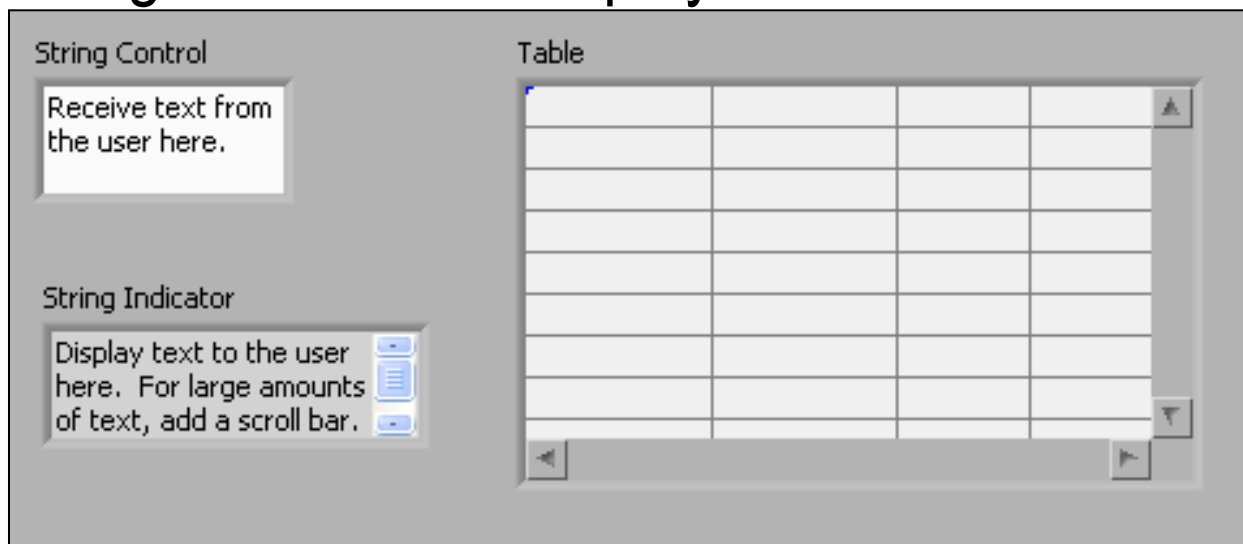 String Control
Receive text from
the user here.
String Indicator
Display text to the user
here.  For large amounts
of text, add a scroll bar.
Table